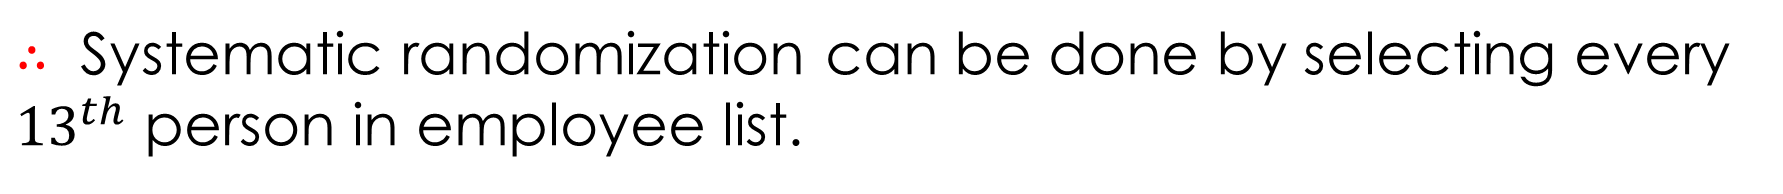 ∴ Systematic randomization can be done by selecting every
13th person in employee list.